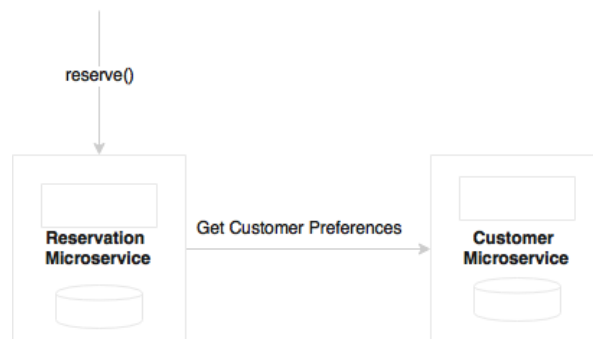 reserve()
Get Customer Preferences
Reservation
Microservice
Customer
Microservice